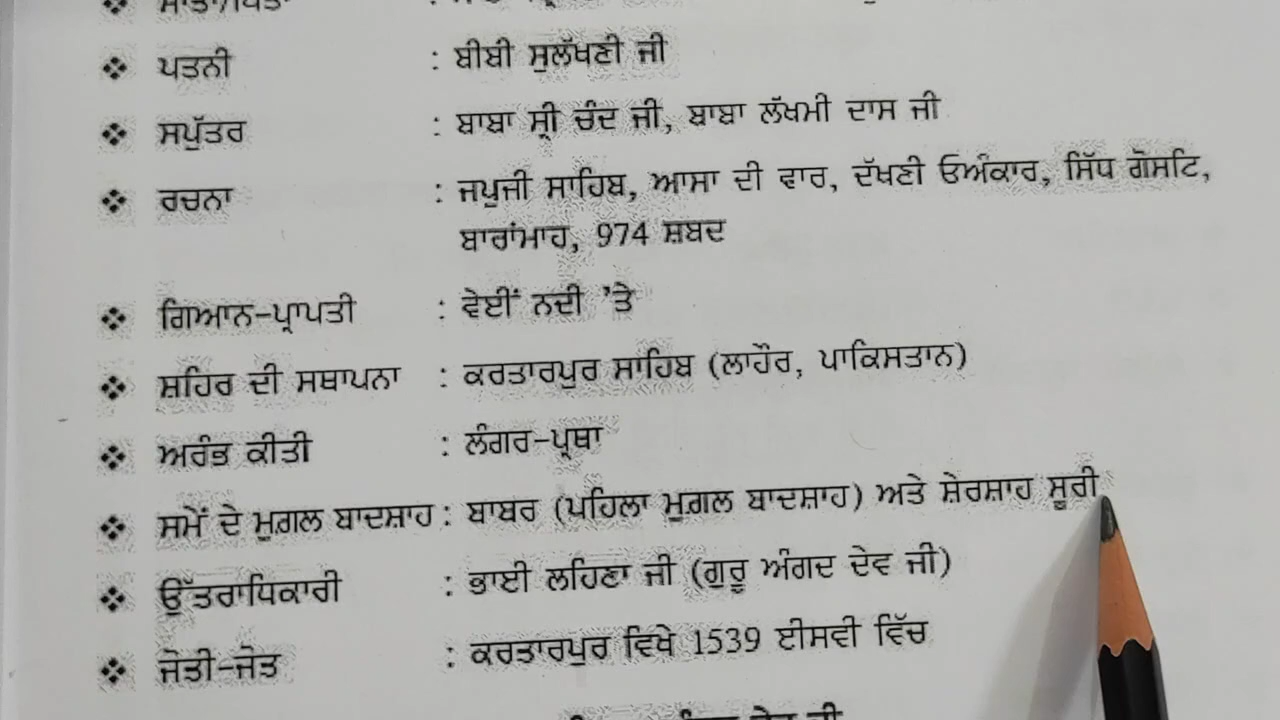 ❖ ਪਤਨੀ : ਬੀਬੀ ਸੁਲੱਖਣੀ ਜੀ
❖ ਸਪੁੱਤਰ : ਬਾਬਾ ਸ੍ਰੀ ਚੰਦ ਜੀ, ਬਾਬਾ ਲੱਖਮੀ ਦਾਸ ਜੀ
❖ ਰਚਨਾ : ਜਪੁਜੀ ਸਾਹਿਬ, ਆਸਾ ਦੀ ਵਾਰ, ਦੱਖਣੀ ਓਅੰਕਾਰ, ਸਿੱਧ ਗੋਸਟਿ,
ਬਾਰਾਂਮਾਹ, 974 ਸ਼ਬਦ
❖ ਗਿਆਨ-ਪ੍ਰਾਪਤੀ : ਵੇਈਂ ਨਦੀ 'ਤੇ
❖ ਸ਼ਹਿਰ ਦੀ ਸਥਾਪਨਾ : ਕਰਤਾਰਪੁਰ ਸਾਹਿਬ (ਲਾਹੌਰ, ਪਾਕਿਸਤਾਨ)
❖ ਅਰੰਭ ਕੀਤੀ : ਲੰਗਰ-ਪ੍ਰਥਾ
❖ ਸਮੇਂ ਦੇ ਮੁਗ਼ਲ ਬਾਦਸ਼ਾਹ : ਬਾਬਰ (ਪਹਿਲਾ ਮੁਗ਼ਲ ਬਾਦਸ਼ਾਹ) ਅਤੇ ਸ਼ੇਰਸ਼ਾਹ ਸੂਰੀ
❖ ਉੱਤਰਾਧਿਕਾਰੀ : ਭਾਈ ਲਹਿਣਾ ਜੀ (ਗੁਰੂ ਅੰਗਦ ਦੇਵ ਜੀ)
❖ ਜੋਤੀ-ਜੋਤ : ਕਰਤਾਰਪੁਰ ਵਿਖੇ 1539 ਈਸਵੀ ਵਿੱਚ